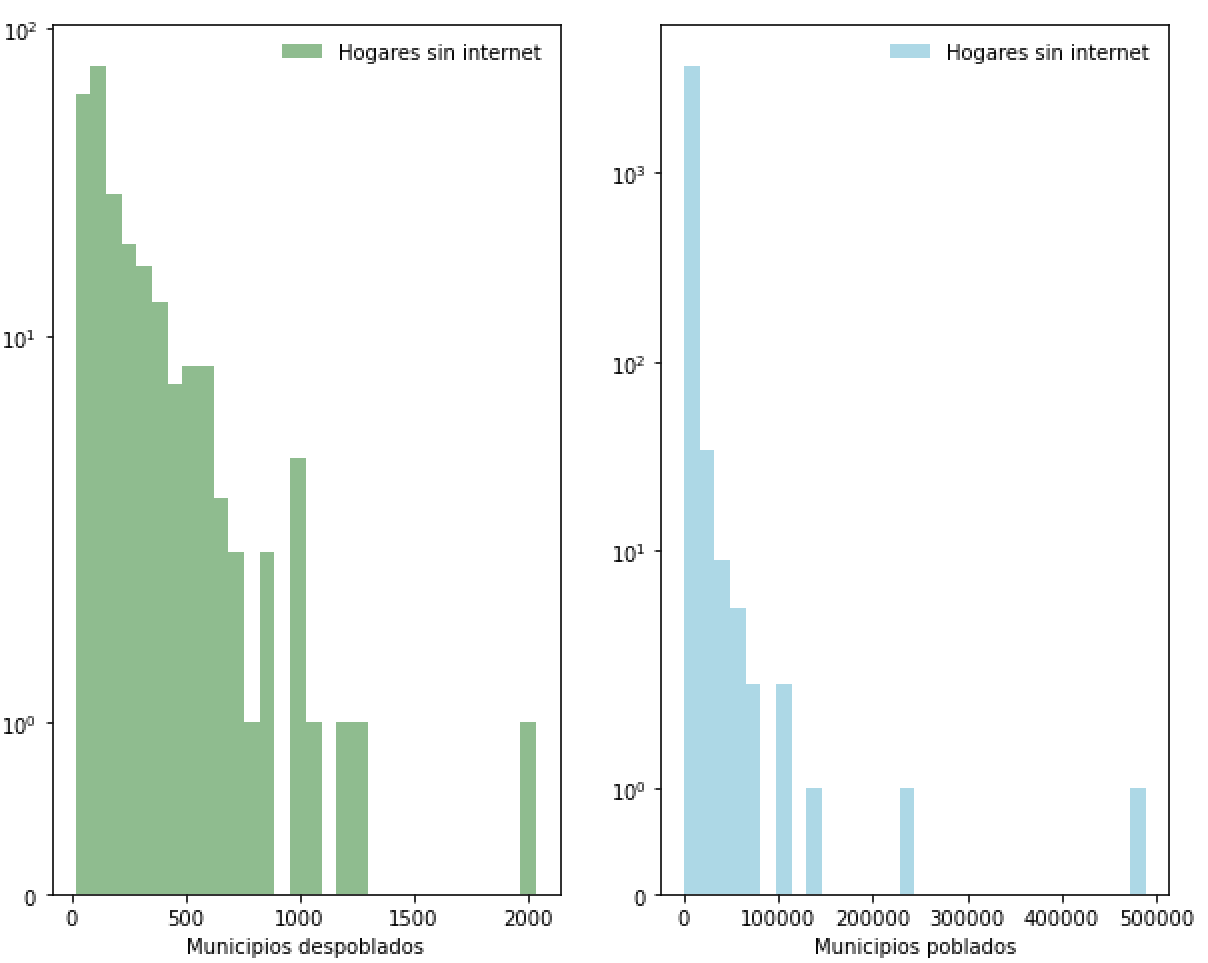 Hogares sin internet
10²
10¹
10⁰
0
0 500 1000 1500 2000
Municipios despoblados
Hogares sin internet
10³
10²
10¹
10⁰
0
0 100000 200000 300000 400000 500000
Municipios poblados